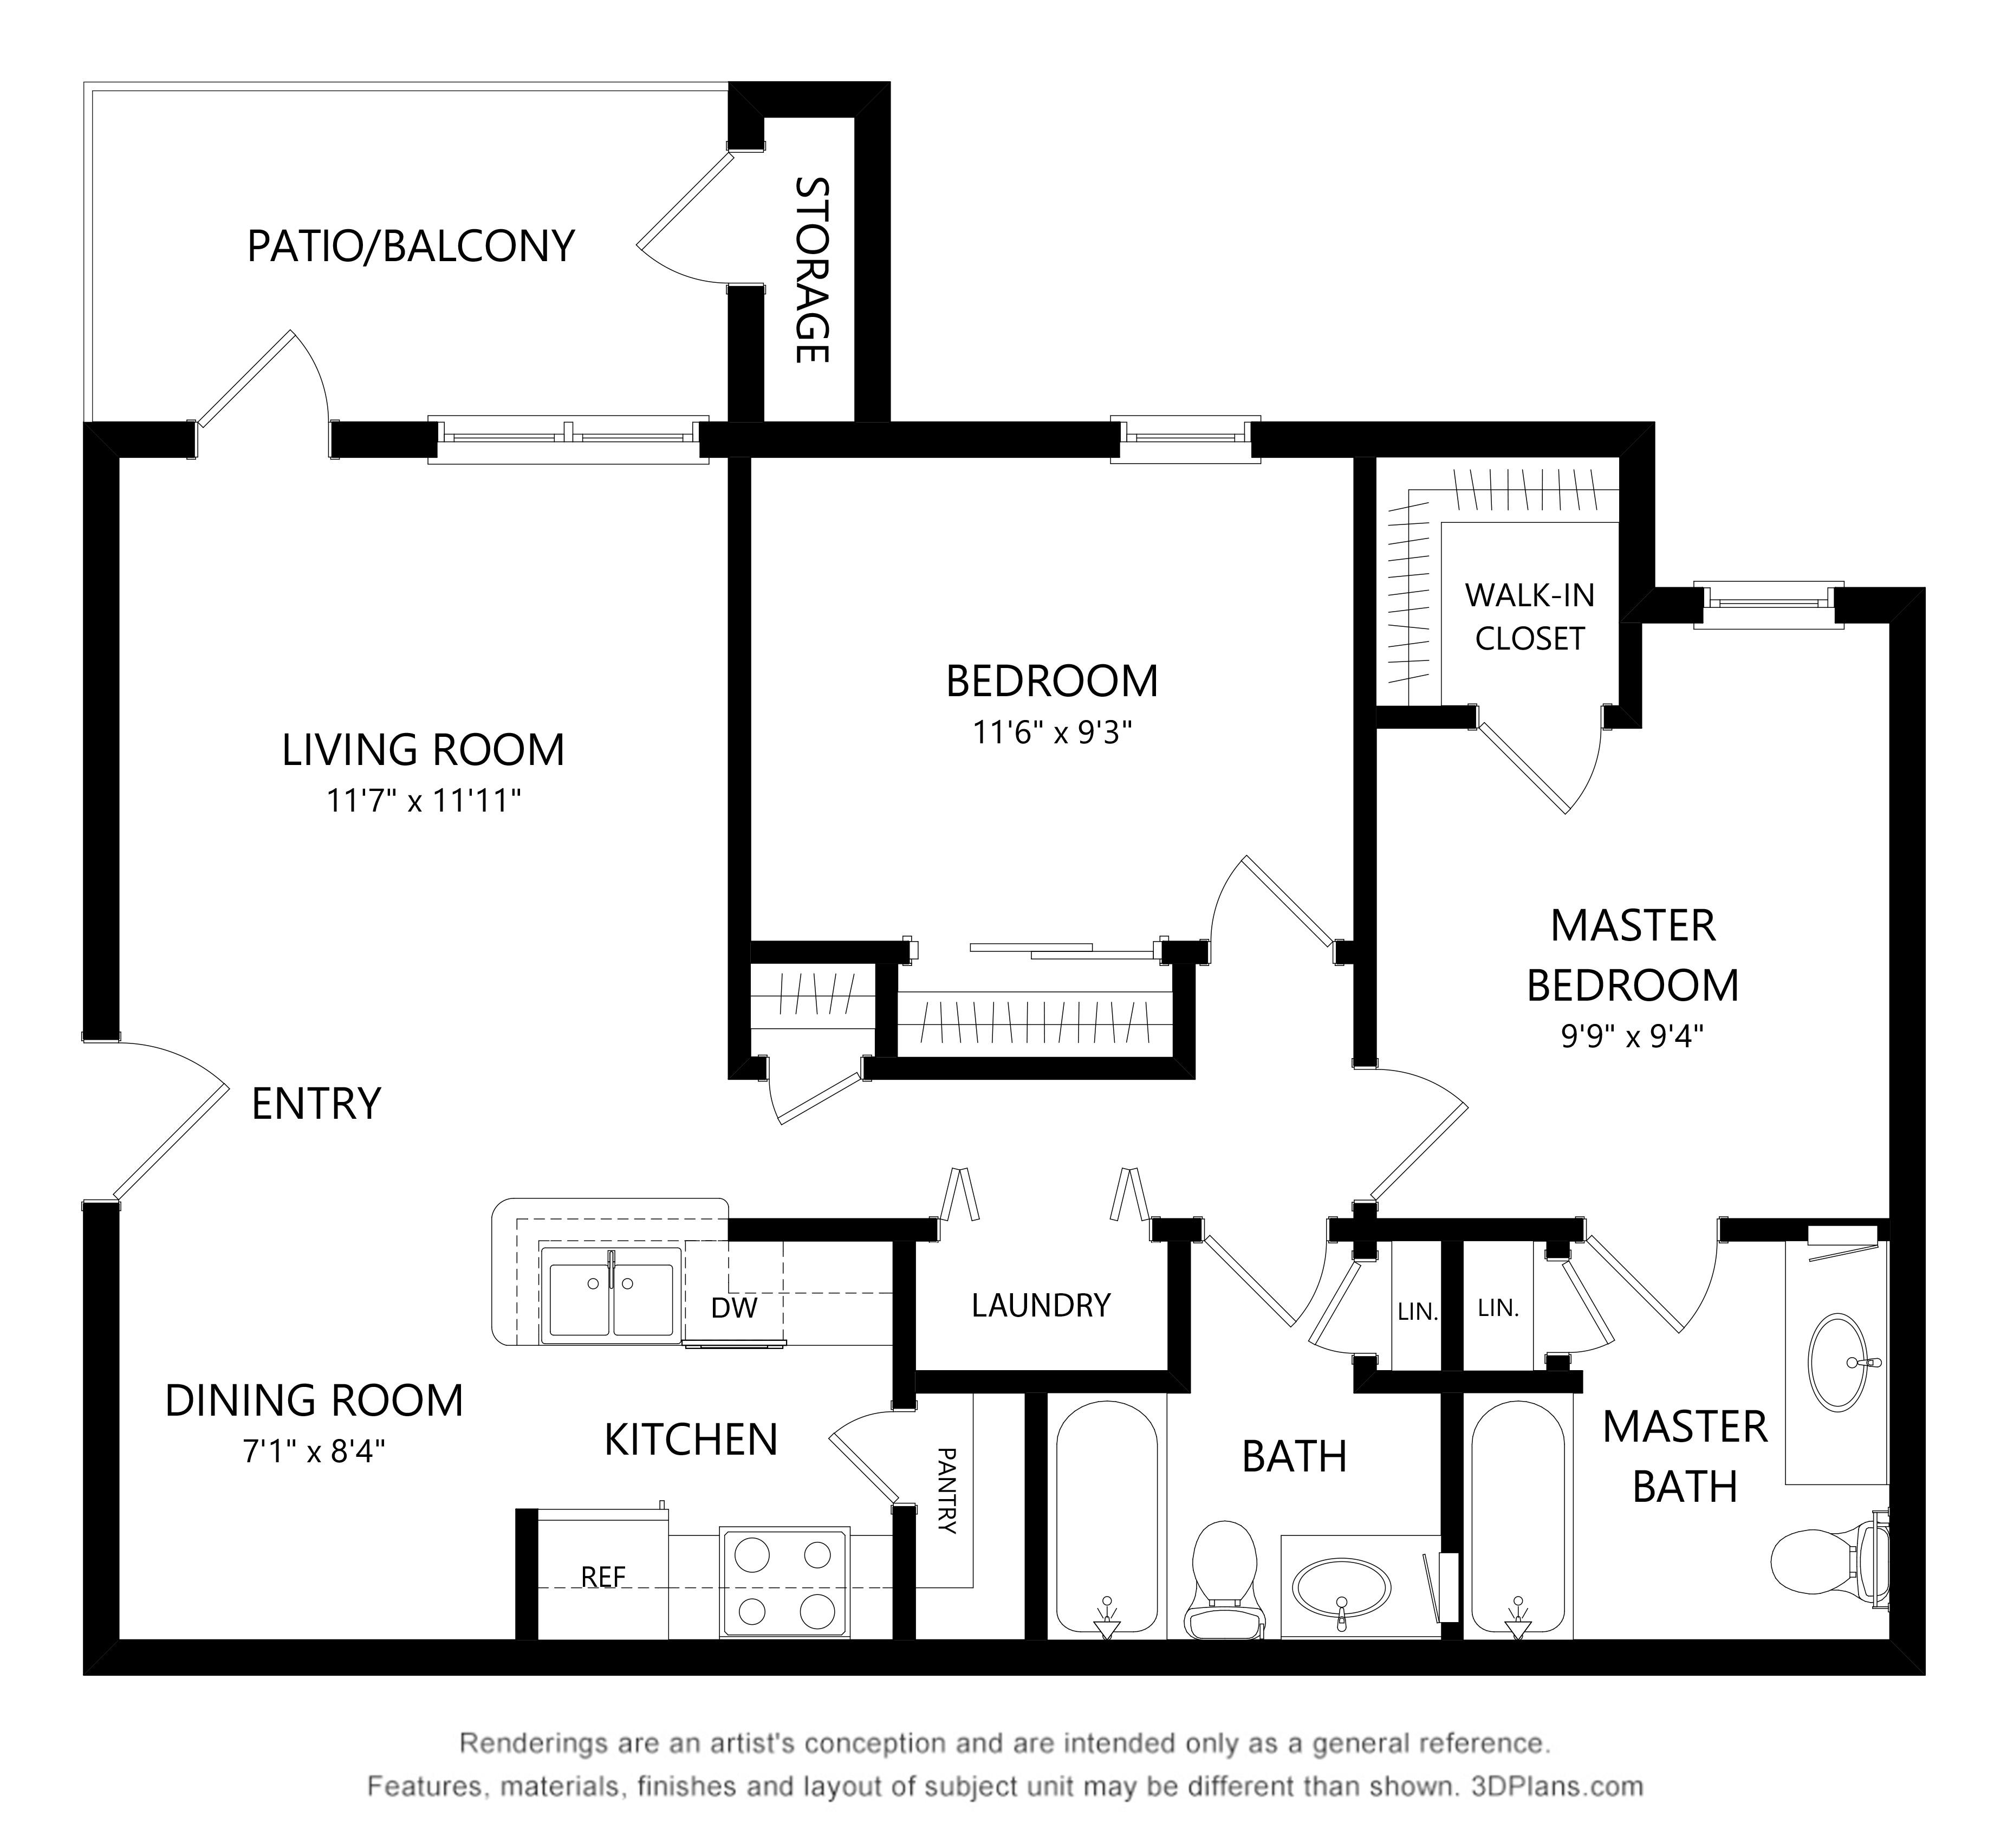 PATIO/BALCONY
STORAGE
WALK-IN
CLOSET
BEDROOM
11'6" x 9'3"
LIVING ROOM
11'7" x 11'11"
MASTER
BEDROOM
9'9" x 9'4"
ENTRY
DW
LAUNDRY
LIN.
LIN.
DINING ROOM
7'1" x 8'4"
KITCHEN
PANTRY
BATH
MASTER
BATH
REF
Renderings are an artist's conception and are intended only as a general reference.
Features, materials, finishes and layout of subject unit may be different than shown. 3DPlans.com